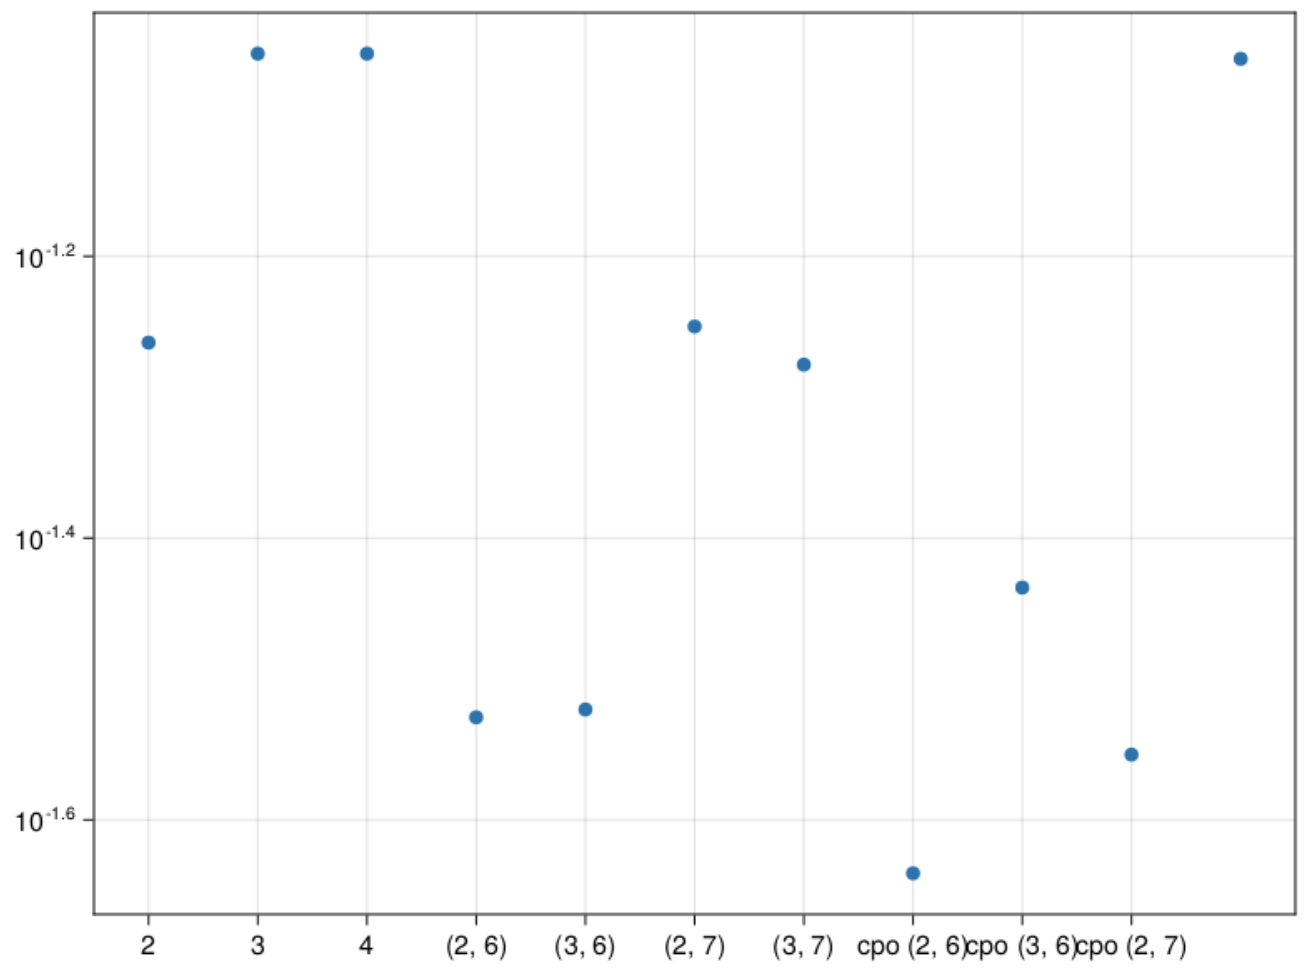 10-1.2
10-1.4
10-1.6
2 3 4 (2, 6) (3, 6) (2, 7) (3, 7) cpo (2, 6) cpo (3, 6) cpo (2, 7)